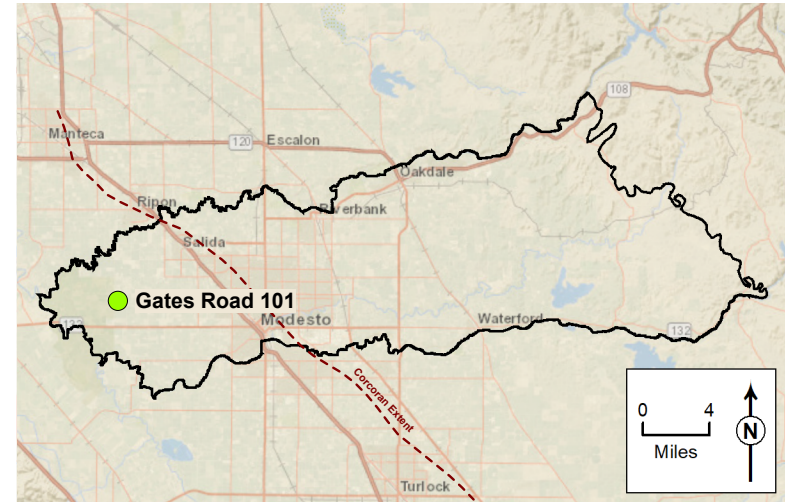 108
Manteca
120
Escalon
Oakdale
Ripon
Riverbank
Salida
Gates Road 101
132
Modesto
Waterford
132
Corcoran Extent
0 4
Miles
N
Turlock